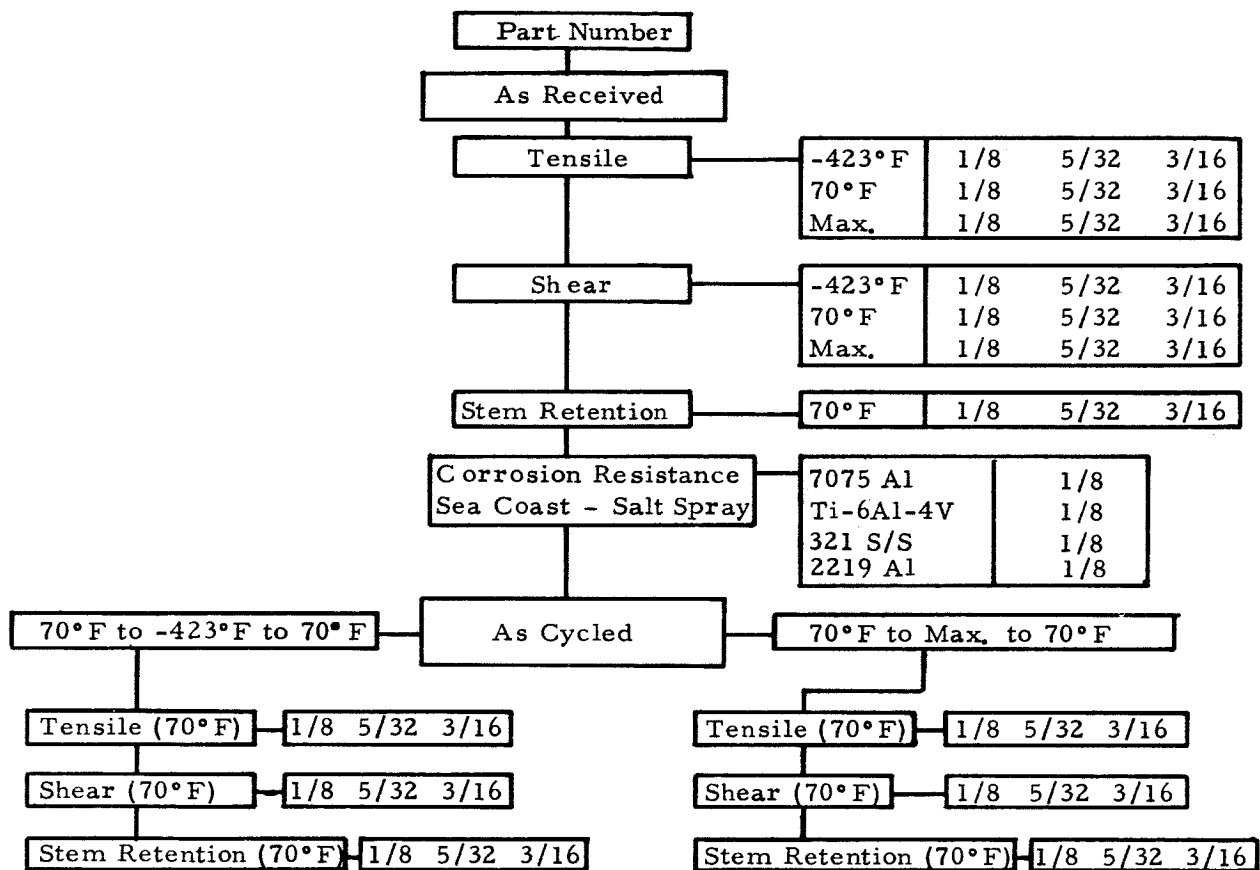 Part Number
As Received
Tensile
-423°F 1/8 5/32 3/16
70°F 1/8 5/32 3/16
Max. 1/8 5/32 3/16
Shear
-423°F 1/8 5/32 3/16
70°F 1/8 5/32 3/16
Max. 1/8 5/32 3/16
Stem Retention
70°F 1/8 5/32 3/16
Corrosion Resistance
Sea Coast - Salt Spray
7075 Al 1/8
Ti-6Al-4V 1/8
321 S/S 1/8
2219 Al 1/8
70°F to -423°F to 70°F
As Cycled
70°F to Max. to 70°F
Tensile (70°F) 1/8 5/32 3/16
Shear (70°F) 1/8 5/32 3/16
Stem Retention (70°F) 1/8 5/32 3/16
Tensile (70°F) 1/8 5/32 3/16
Shear (70°F) 1/8 5/32 3/16
Stem Retention (70°F) 1/8 5/32 3/16